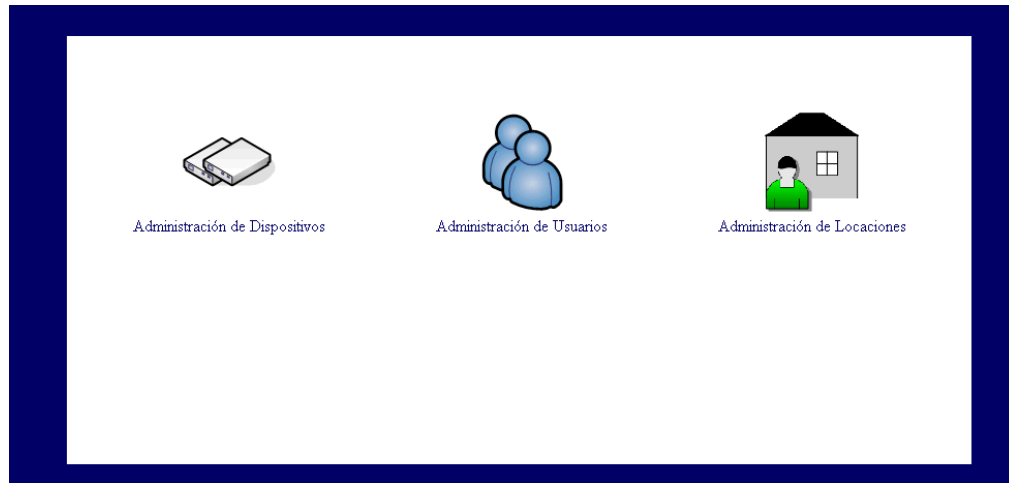 Administración de Dispositivos
Administración de Usuarios
Administración de Locaciones